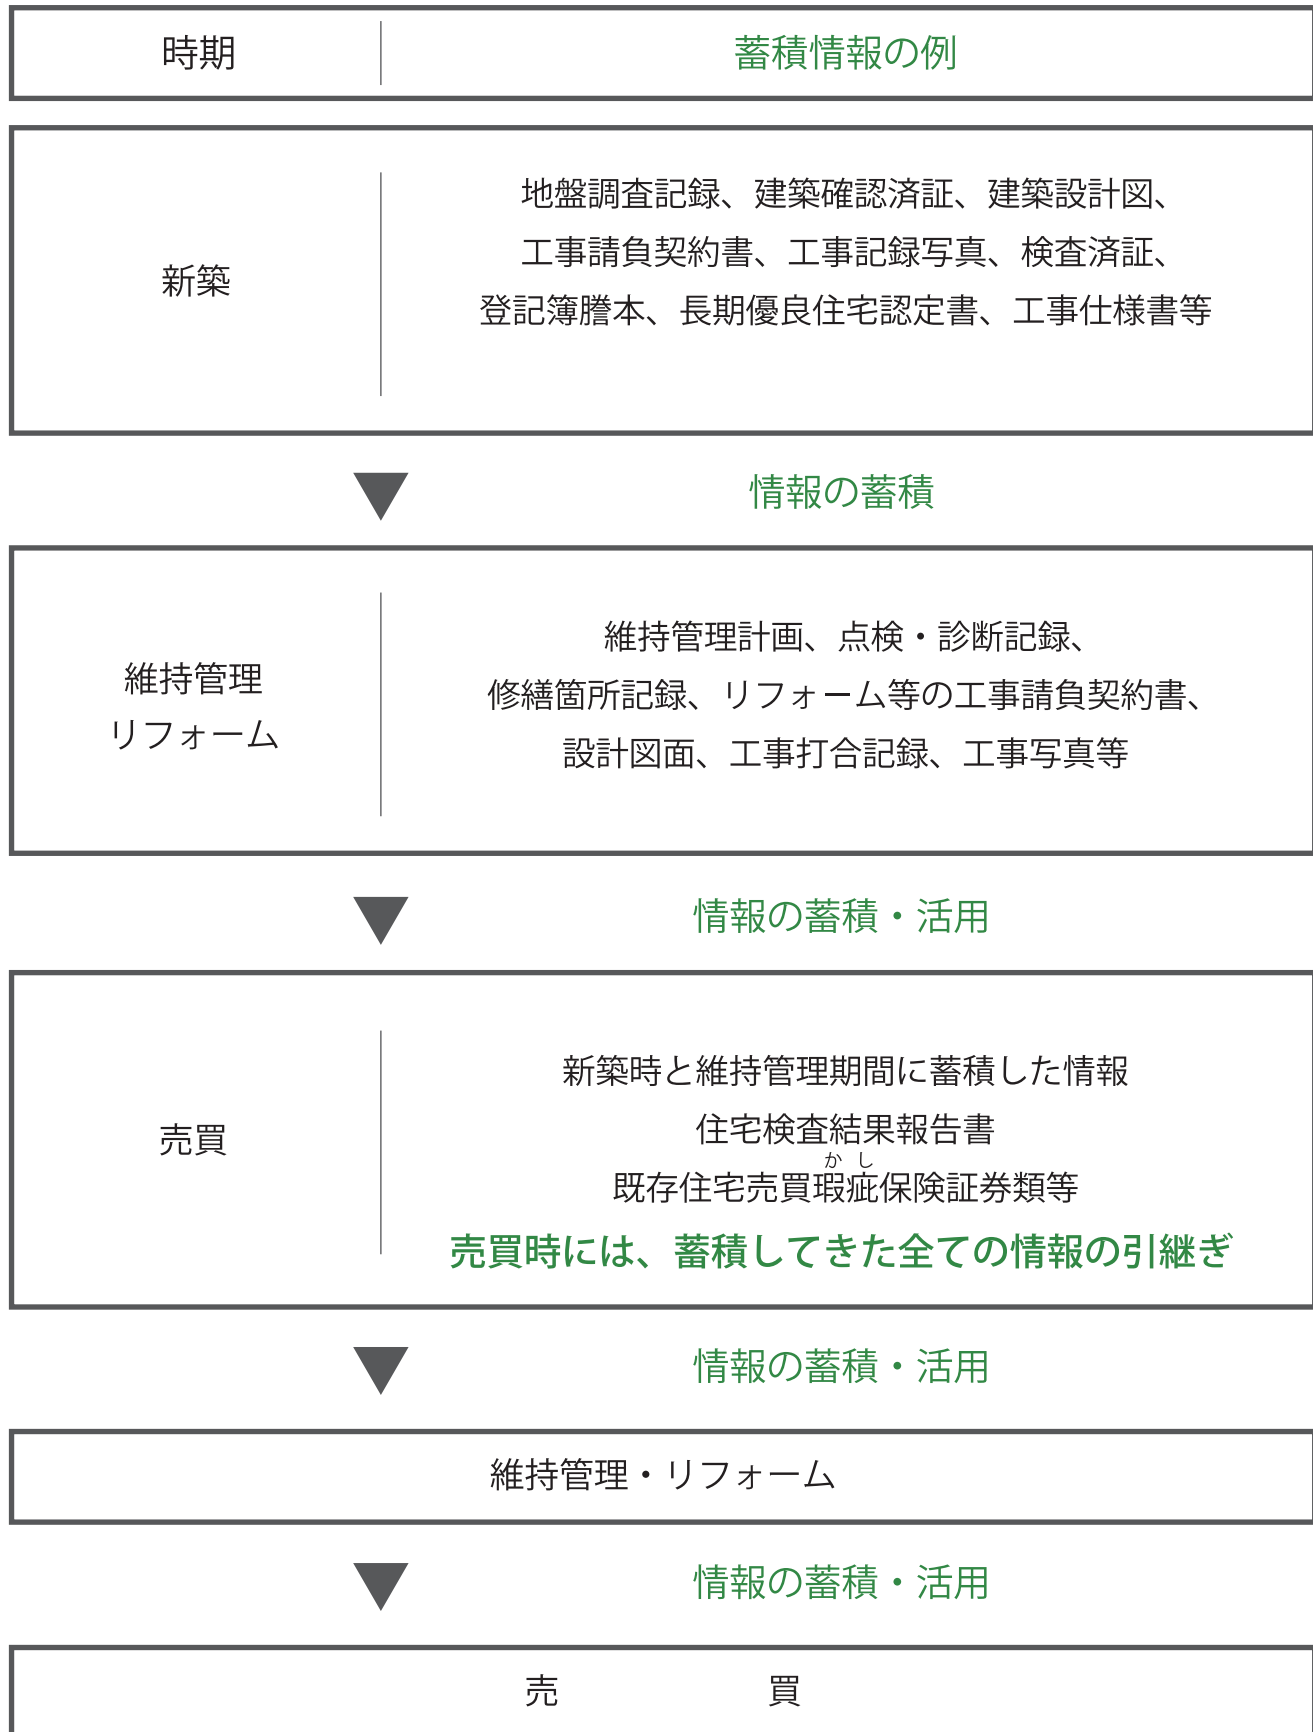 時期 蓄積情報の例
地盤調査記録、建築確認済証、建築設計図、
新築
工事請負契約書、工事記録写真、検査済証、
登記簿謄本、長期優良住宅認定書、工事仕様書等
▼ 情報の蓄積
維持管理
リフォーム
維持管理計画、点検・診断記録、
修繕箇所記録、リフォーム等の工事請負契約書、
設計図面、工事打合記録、工事写真等
▼ 情報の蓄積・活用
売買
新築時と維持管理期間に蓄積した情報
住宅検査結果報告書
かし
既存住宅売買瑕疵保険証券類等
売買時には、蓄積してきた全ての情報の引継ぎ
▼ 情報の蓄積・活用
維持管理・リフォーム
▼ 情報の蓄積・活用
売 買